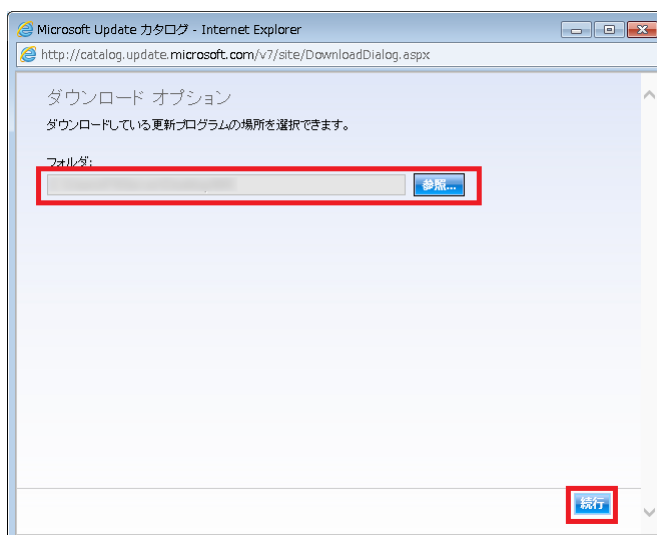 Microsoft Update カタログ - Internet Explorer
http://catalog.update.microsoft.com/v7/site/DownloadDialog.aspx
ダウンロード オプション
ダウンロードしている更新プログラムの場所を選択できます。
フォルダ:
参照...
続行